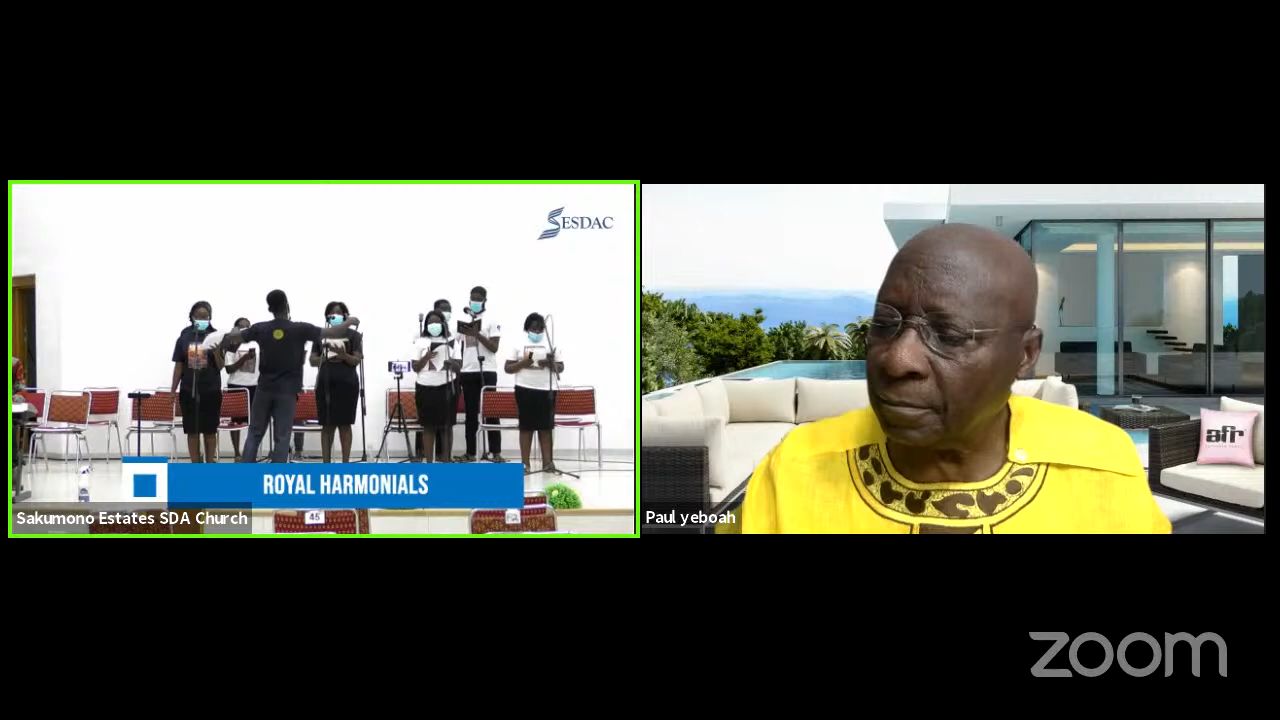 SESDAC
ROYAL HARMONIALS
45
Sakumono Estates SDA Church
afr
Paul yeboah
zoom